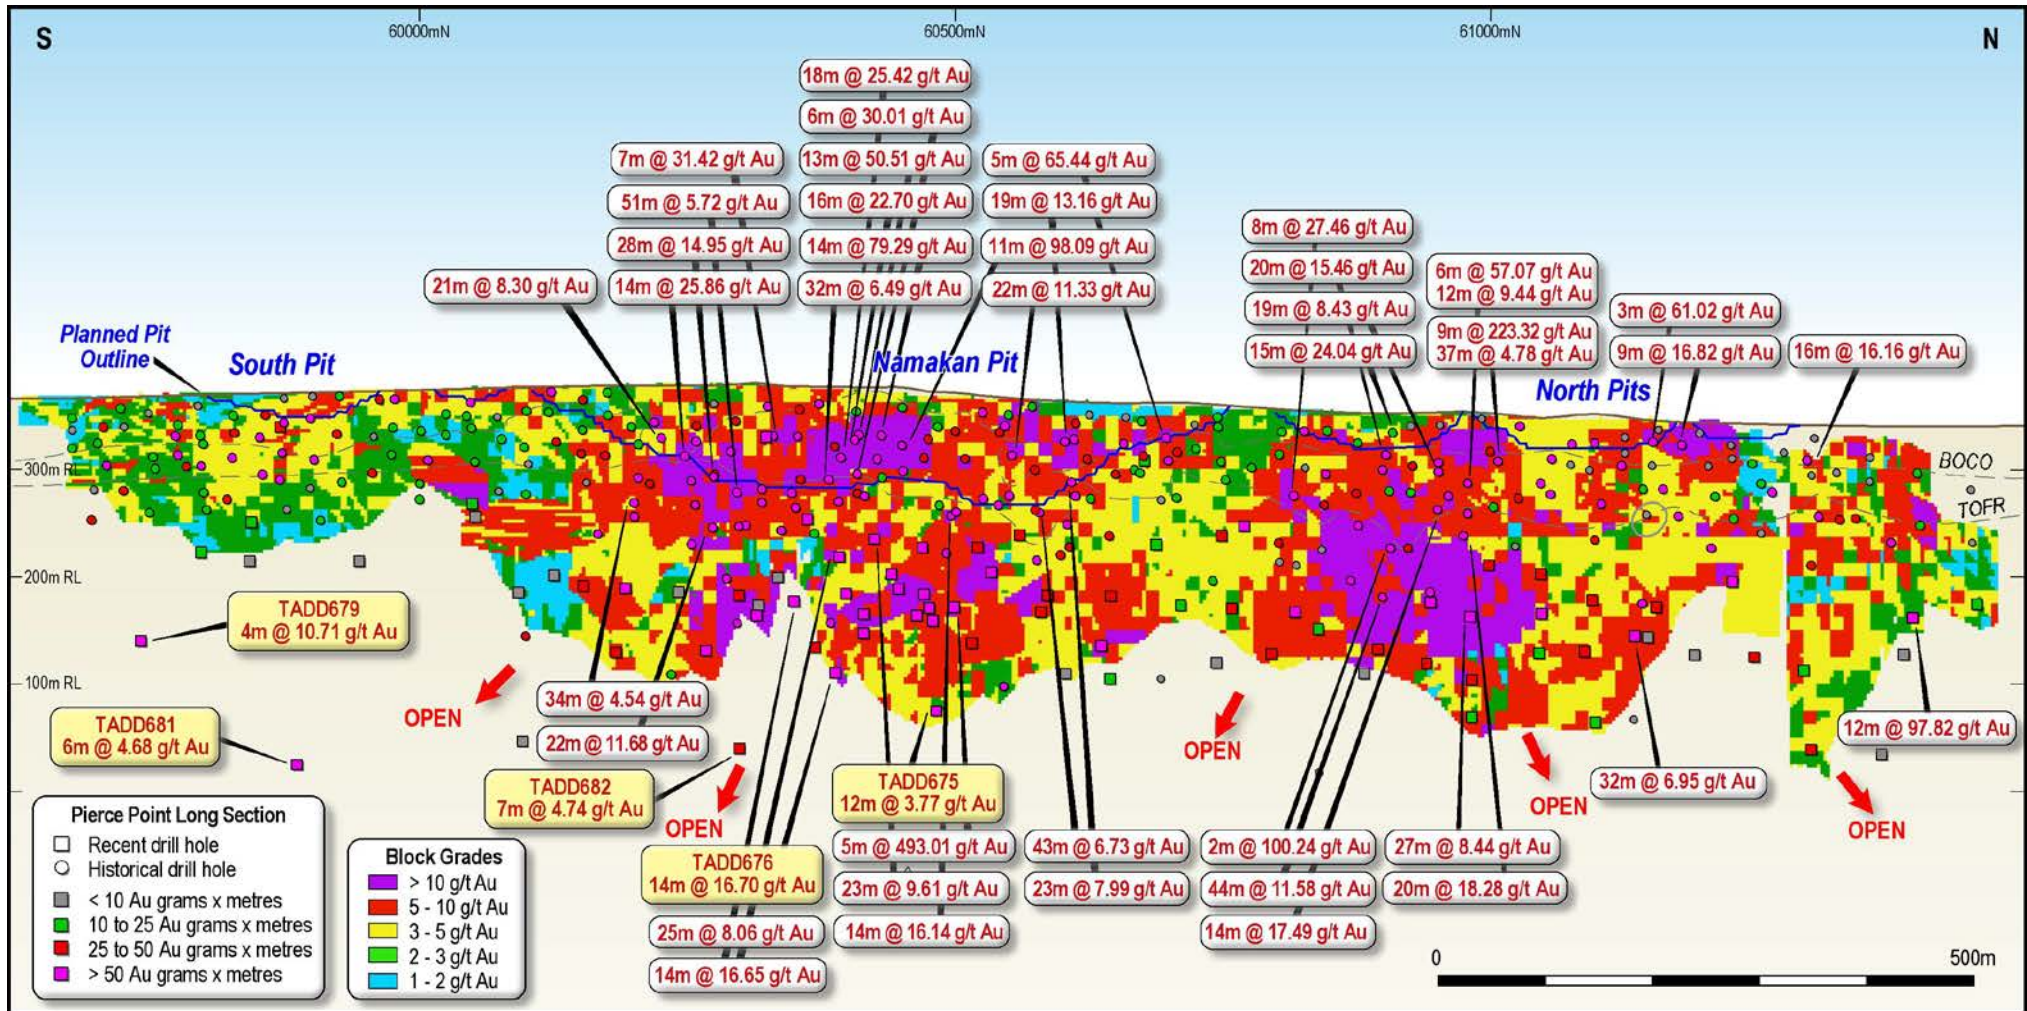 S
60000mN
60500mN
61000mN
N
18m @ 25.42 g/t Au
6m @ 30.01 g/t Au
7m @ 31.42 g/t Au
13m @ 50.51 g/t Au
5m @ 65.44 g/t Au
51m @ 5.72 g/t Au
16m @ 22.70 g/t Au
19m @ 13.16 g/t Au
28m @ 14.95 g/t Au
14m @ 79.29 g/t Au
11m @ 98.09 g/t Au
21m @ 8.30 g/t Au
14m @ 25.86 g/t Au
32m @ 6.49 g/t Au
22m @ 11.33 g/t Au
8m @ 27.46 g/t Au
20m @ 15.46 g/t Au
19m @ 8.43 g/t Au
15m @ 24.04 g/t Au
6m @ 57.07 g/t Au
12m @ 9.44 g/t Au
9m @ 223.32 g/t Au
37m @ 4.78 g/t Au
3m @ 61.02 g/t Au
9m @ 16.82 g/t Au
16m @ 16.16 g/t Au
Planned Pit
Outline
South Pit
Namakan Pit
North Pits
300m RL
BOCO
TOFR
200m RL
100m RL
TADD679
4m @ 10.71 g/t Au
TADD681
6m @ 4.68 g/t Au
OPEN
34m @ 4.54 g/t Au
22m @ 11.68 g/t Au
TADD682
7m @ 4.74 g/t Au
OPEN
TADD676
14m @ 16.70 g/t Au
25m @ 8.06 g/t Au
14m @ 16.65 g/t Au
TADD675
12m @ 3.77 g/t Au
5m @ 493.01 g/t Au
23m @ 9.61 g/t Au
14m @ 16.14 g/t Au
43m @ 6.73 g/t Au
23m @ 7.99 g/t Au
OPEN
2m @ 100.24 g/t Au
44m @ 11.58 g/t Au
14m @ 17.49 g/t Au
27m @ 8.44 g/t Au
20m @ 18.28 g/t Au
OPEN
32m @ 6.95 g/t Au
12m @ 97.82 g/t Au
OPEN
Pierce Point Long Section
Recent drill hole
Historical drill hole
< 10 Au grams x metres
10 to 25 Au grams x metres
25 to 50 Au grams x metres
> 50 Au grams x metres
Block Grades
> 10 g/t Au
5 - 10 g/t Au
3 - 5 g/t Au
2 - 3 g/t Au
1 - 2 g/t Au
0
500m